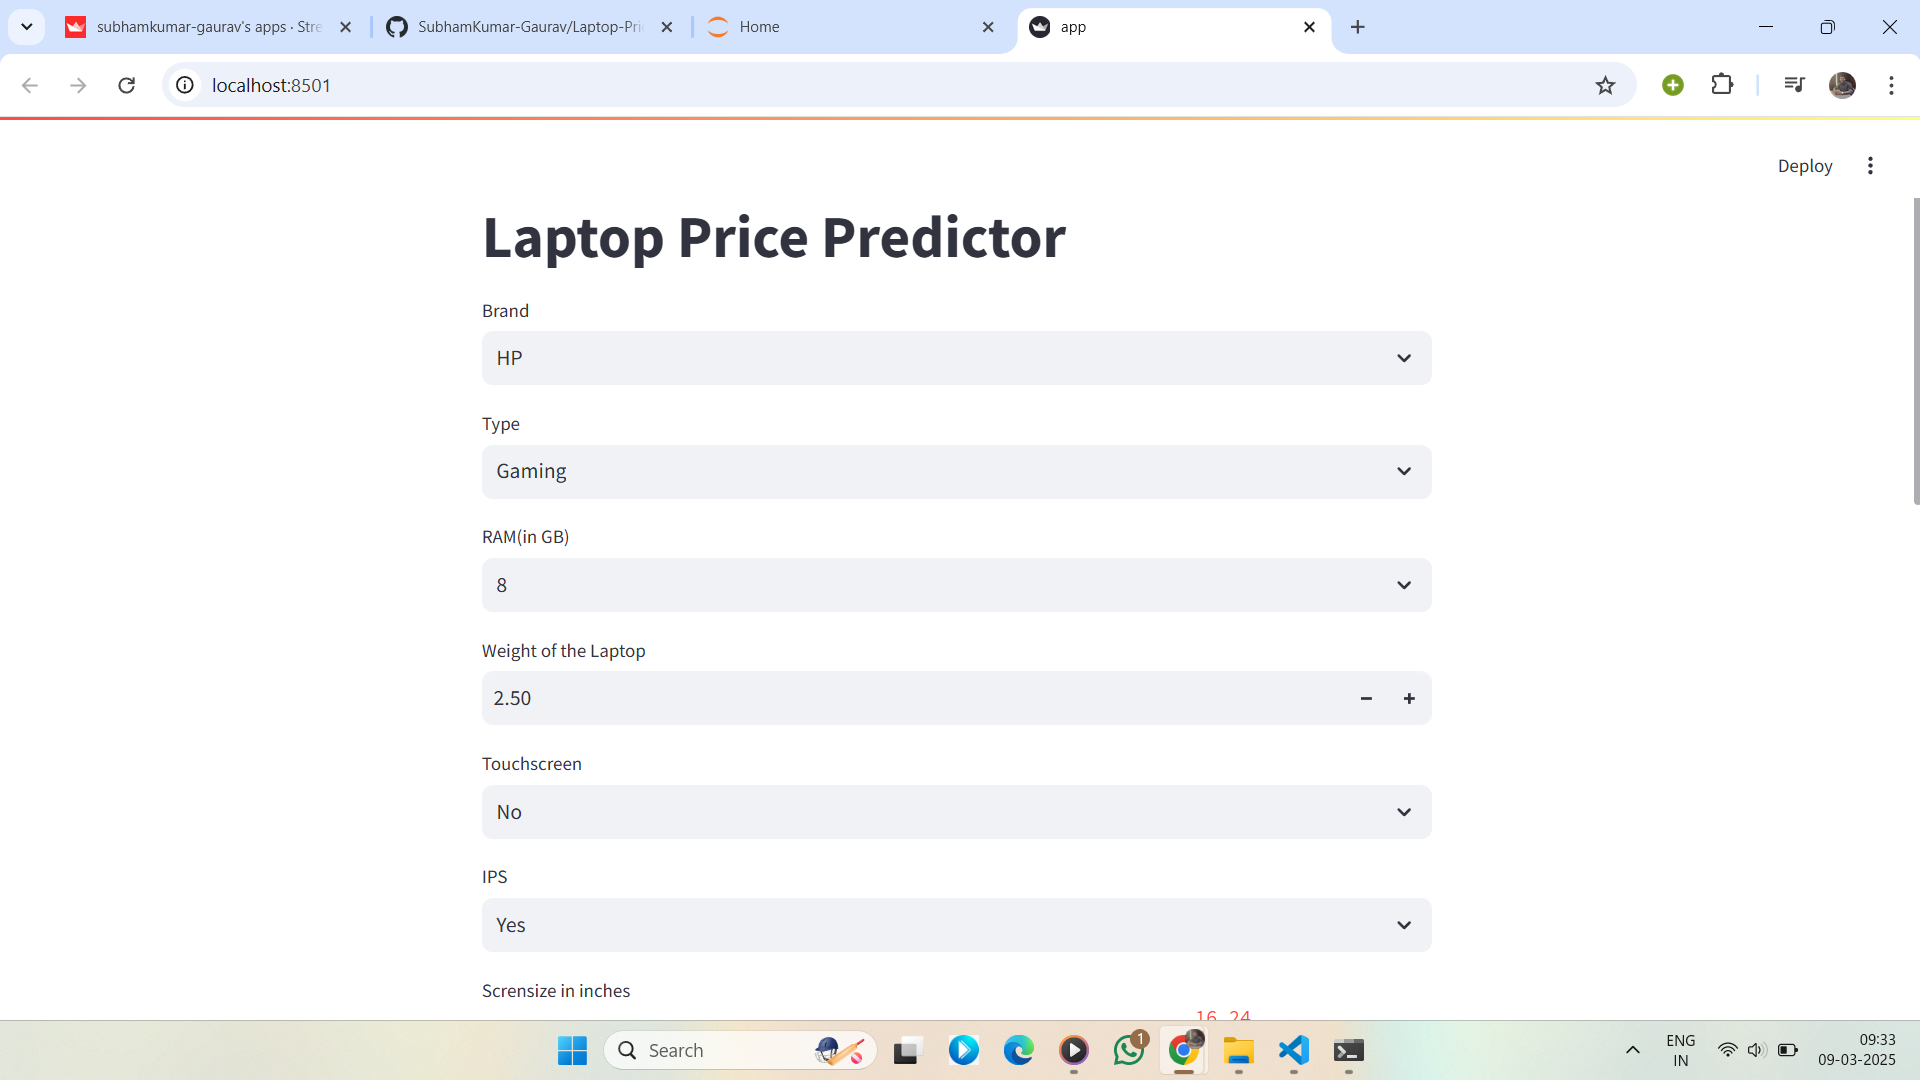 subhamkumar-gaurav's apps · Stre
SubhamKumar-Gaurav/Laptop-Pri
Home
app
localhost:8501
Deploy
Laptop Price Predictor
Brand
HP
Type
Gaming
RAM(in GB)
8
Weight of the Laptop
2.50
Touchscreen
No
IPS
Yes
Scrensize in inches
16 24
Search
1
ENG
IN
09:33
09-03-2025